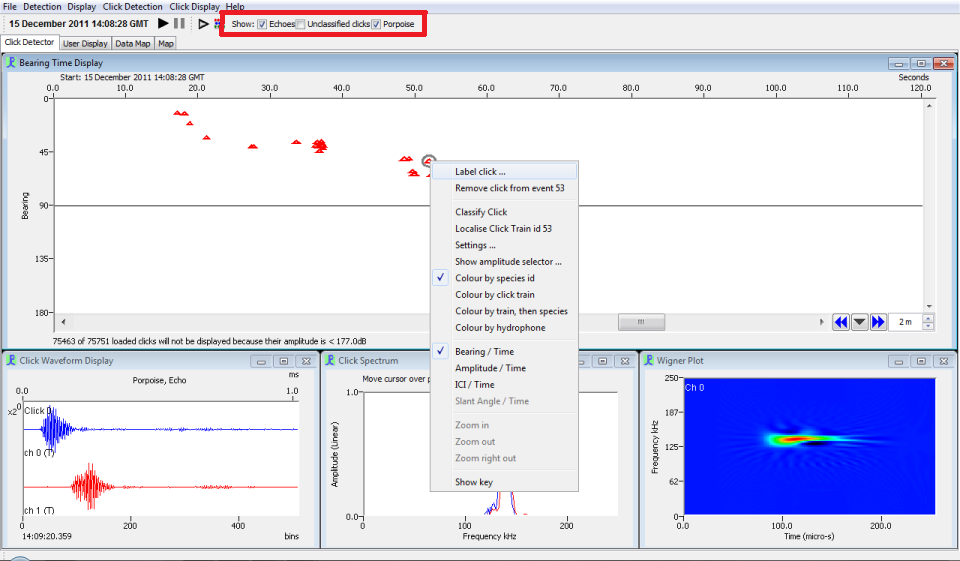 File Detection Display Click Detection Click Display Help
15 December 2011 14:08:28 GMT Show: Echoes Unclassified clicks Porpoise
Click Detector User Display Data Map Map
Bearing Time Display
Start: 15 December 2011 14:08:28 GMT Seconds
0.0 10.0 20.0 30.0 40.0 50.0 60.0 70.0 80.0 90.0 100.0 110.0 120.0
0
45
90
135
180
Bearing
Label click ...
Remove click from event 53
Classify Click
Localise Click Train id 53
Settings ...
Show amplitude selector ...
Colour by species id
Colour by click train
Colour by train, then species
Colour by hydrophone
Bearing / Time
Amplitude / Time
ICI / Time
Slant Angle / Time
Zoom in
Zoom out
Zoom right out
Show key
2 m
75463 of 75751 loaded clicks will not be displayed because their amplitude is < 177.0dB
Click Waveform Display
ms
Porpoise, Echo
0.0 1.0
x2
0
Click 0
ch 0 (T)
ch 1 (T)
0 200 400
14:09:20.359 bins
Click Spectrum
Move cursor over p
1.0
0.0
Amplitude (Linear)
0 100 200
Frequency kHz
Wigner Plot
Ch 0
250
187
125
62
0
Frequency kHz
0.0 100.0 200.0
Time (micro-s)